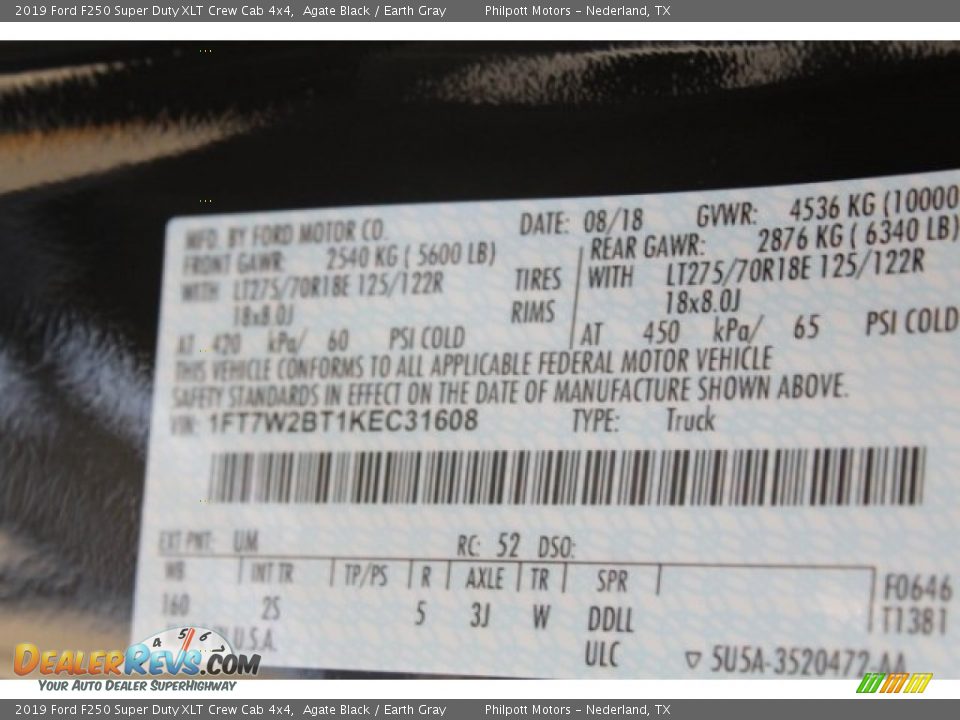 2019 Ford F250 Super Duty XLT Crew Cab 4x4, Agate Black / Earth Gray Philpott Motors – Nederland, TX
MFD. BY FORD MOTOR CO. DATE: 08/18 GVWR: 4536 KG (10000
FRONT GAWR: 2540 KG ( 5600 LB) REAR GAWR: 2876 KG ( 6340 LB)
WITH LT275/70R18E 125/122R TIRES WITH LT275/70R18E 125/122R
18x8.0J RIMS 18x8.0J
AT 420 kPa/ 60 PSI COLD AT 450 kPa/ 65 PSI COLD
THIS VEHICLE CONFORMS TO ALL APPLICABLE FEDERAL MOTOR VEHICLE
SAFETY STANDARDS IN EFFECT ON THE DATE OF MANUFACTURE SHOWN ABOVE.
VIN: 1FT7W2BT1KEC31608 TYPE: Truck
EXT PNT: UM RC: 52 DSO:
WB INT TR TP/PS R AXLE TR SPR F0646
160 2S 5 3J W DDLL T1381
U.S.A. ULC 5U5A-3520472-AA
4 5 6
DealerRevs.com
Your Auto Dealer SuperHighway
2019 Ford F250 Super Duty XLT Crew Cab 4x4, Agate Black / Earth Gray Philpott Motors – Nederland, TX